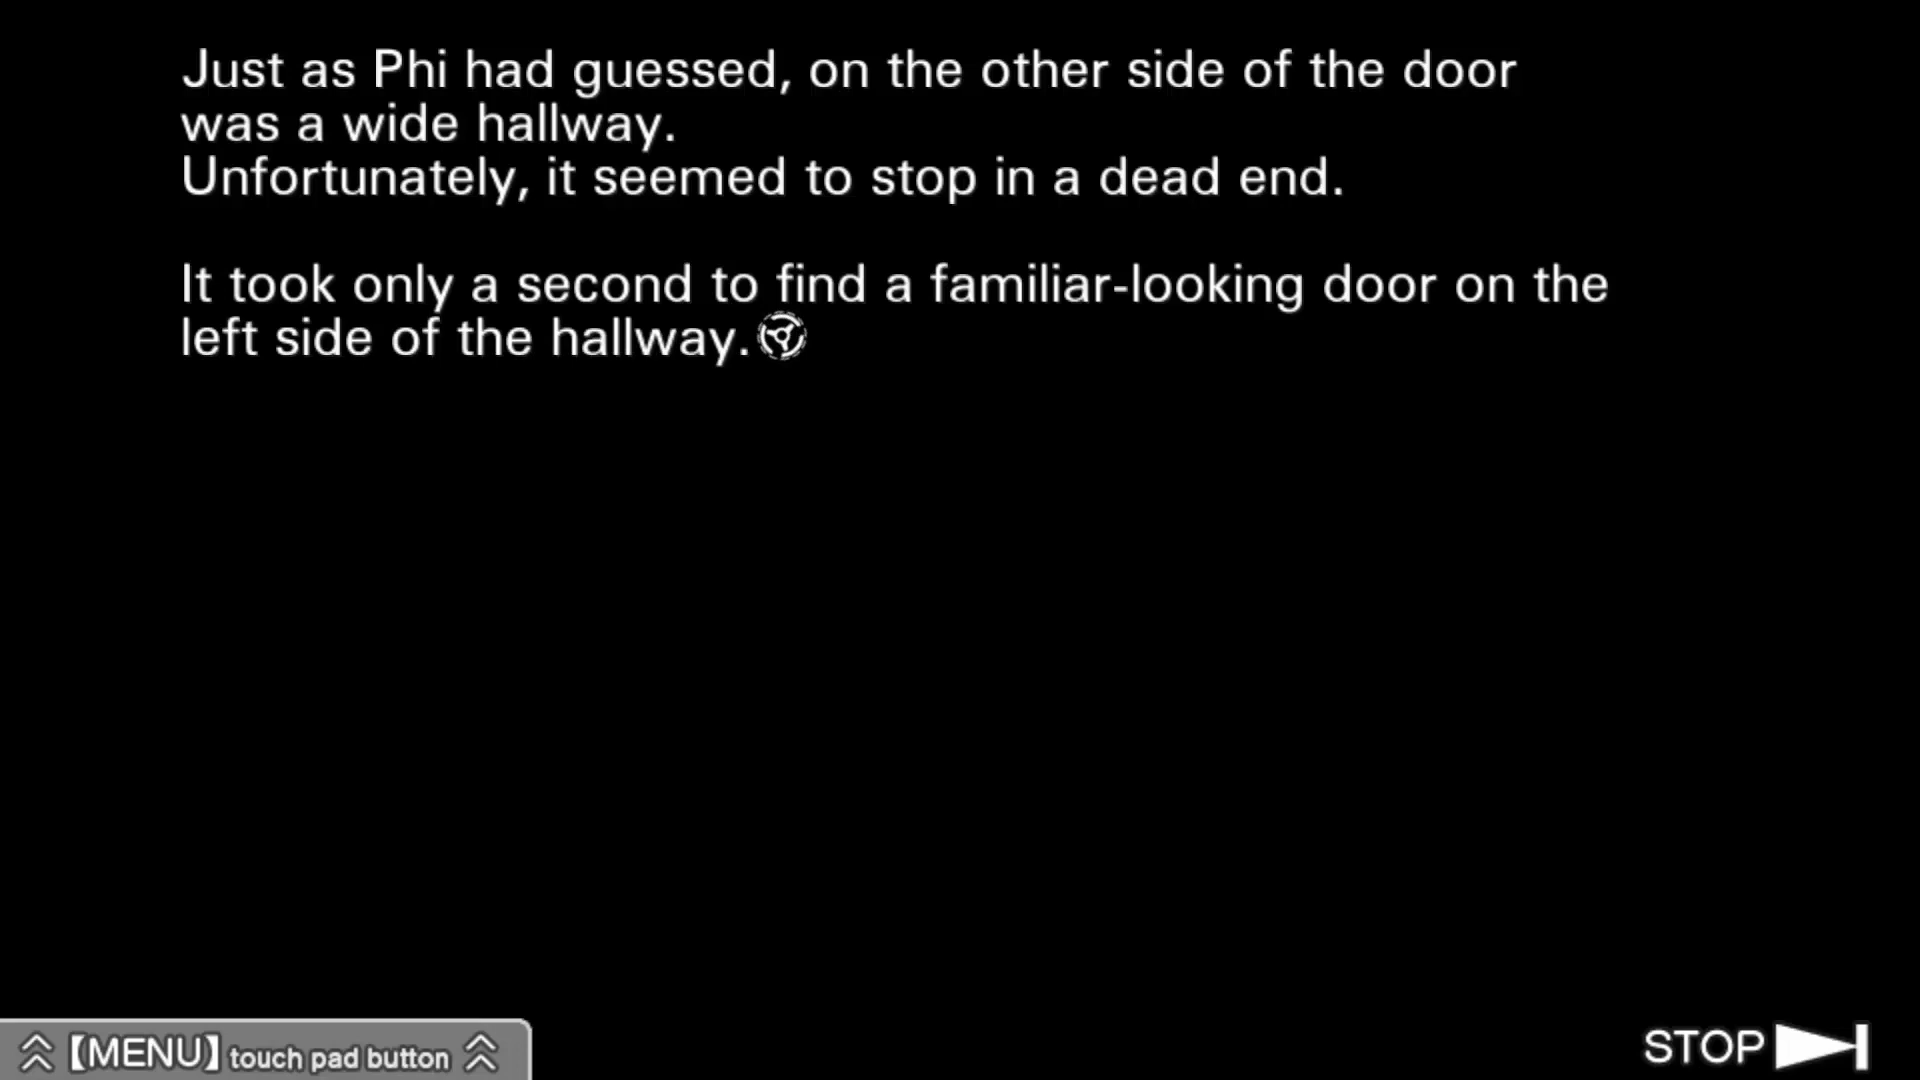 Just as Phi had guessed, on the other side of the door
was a wide hallway.
Unfortunately, it seemed to stop in a dead end.
It took only a second to find a familiar-looking door on the
left side of the hallway.
【MENU】touch pad button
STOP